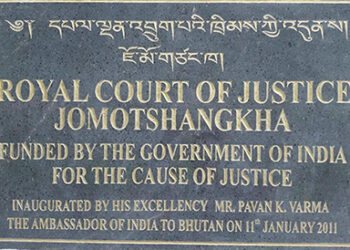 ༄༅། དཔལ་ལྡན་འབྲུག་པའི་ཁྲིམས་ཀྱི་འདུན་ས།
ཇོ་མོ་གཙང་ཁ།
ROYAL COURT OF JUSTICE
JOMOTSHANGKHA
FUNDED BY THE GOVERNMENT OF INDIA
FOR THE CAUSE OF JUSTICE
INAUGURATED BY HIS EXCELLENCY MR. PAVAN K. VARMA
THE AMBASSADOR OF INDIA TO BHUTAN ON 11th JANUARY 2011